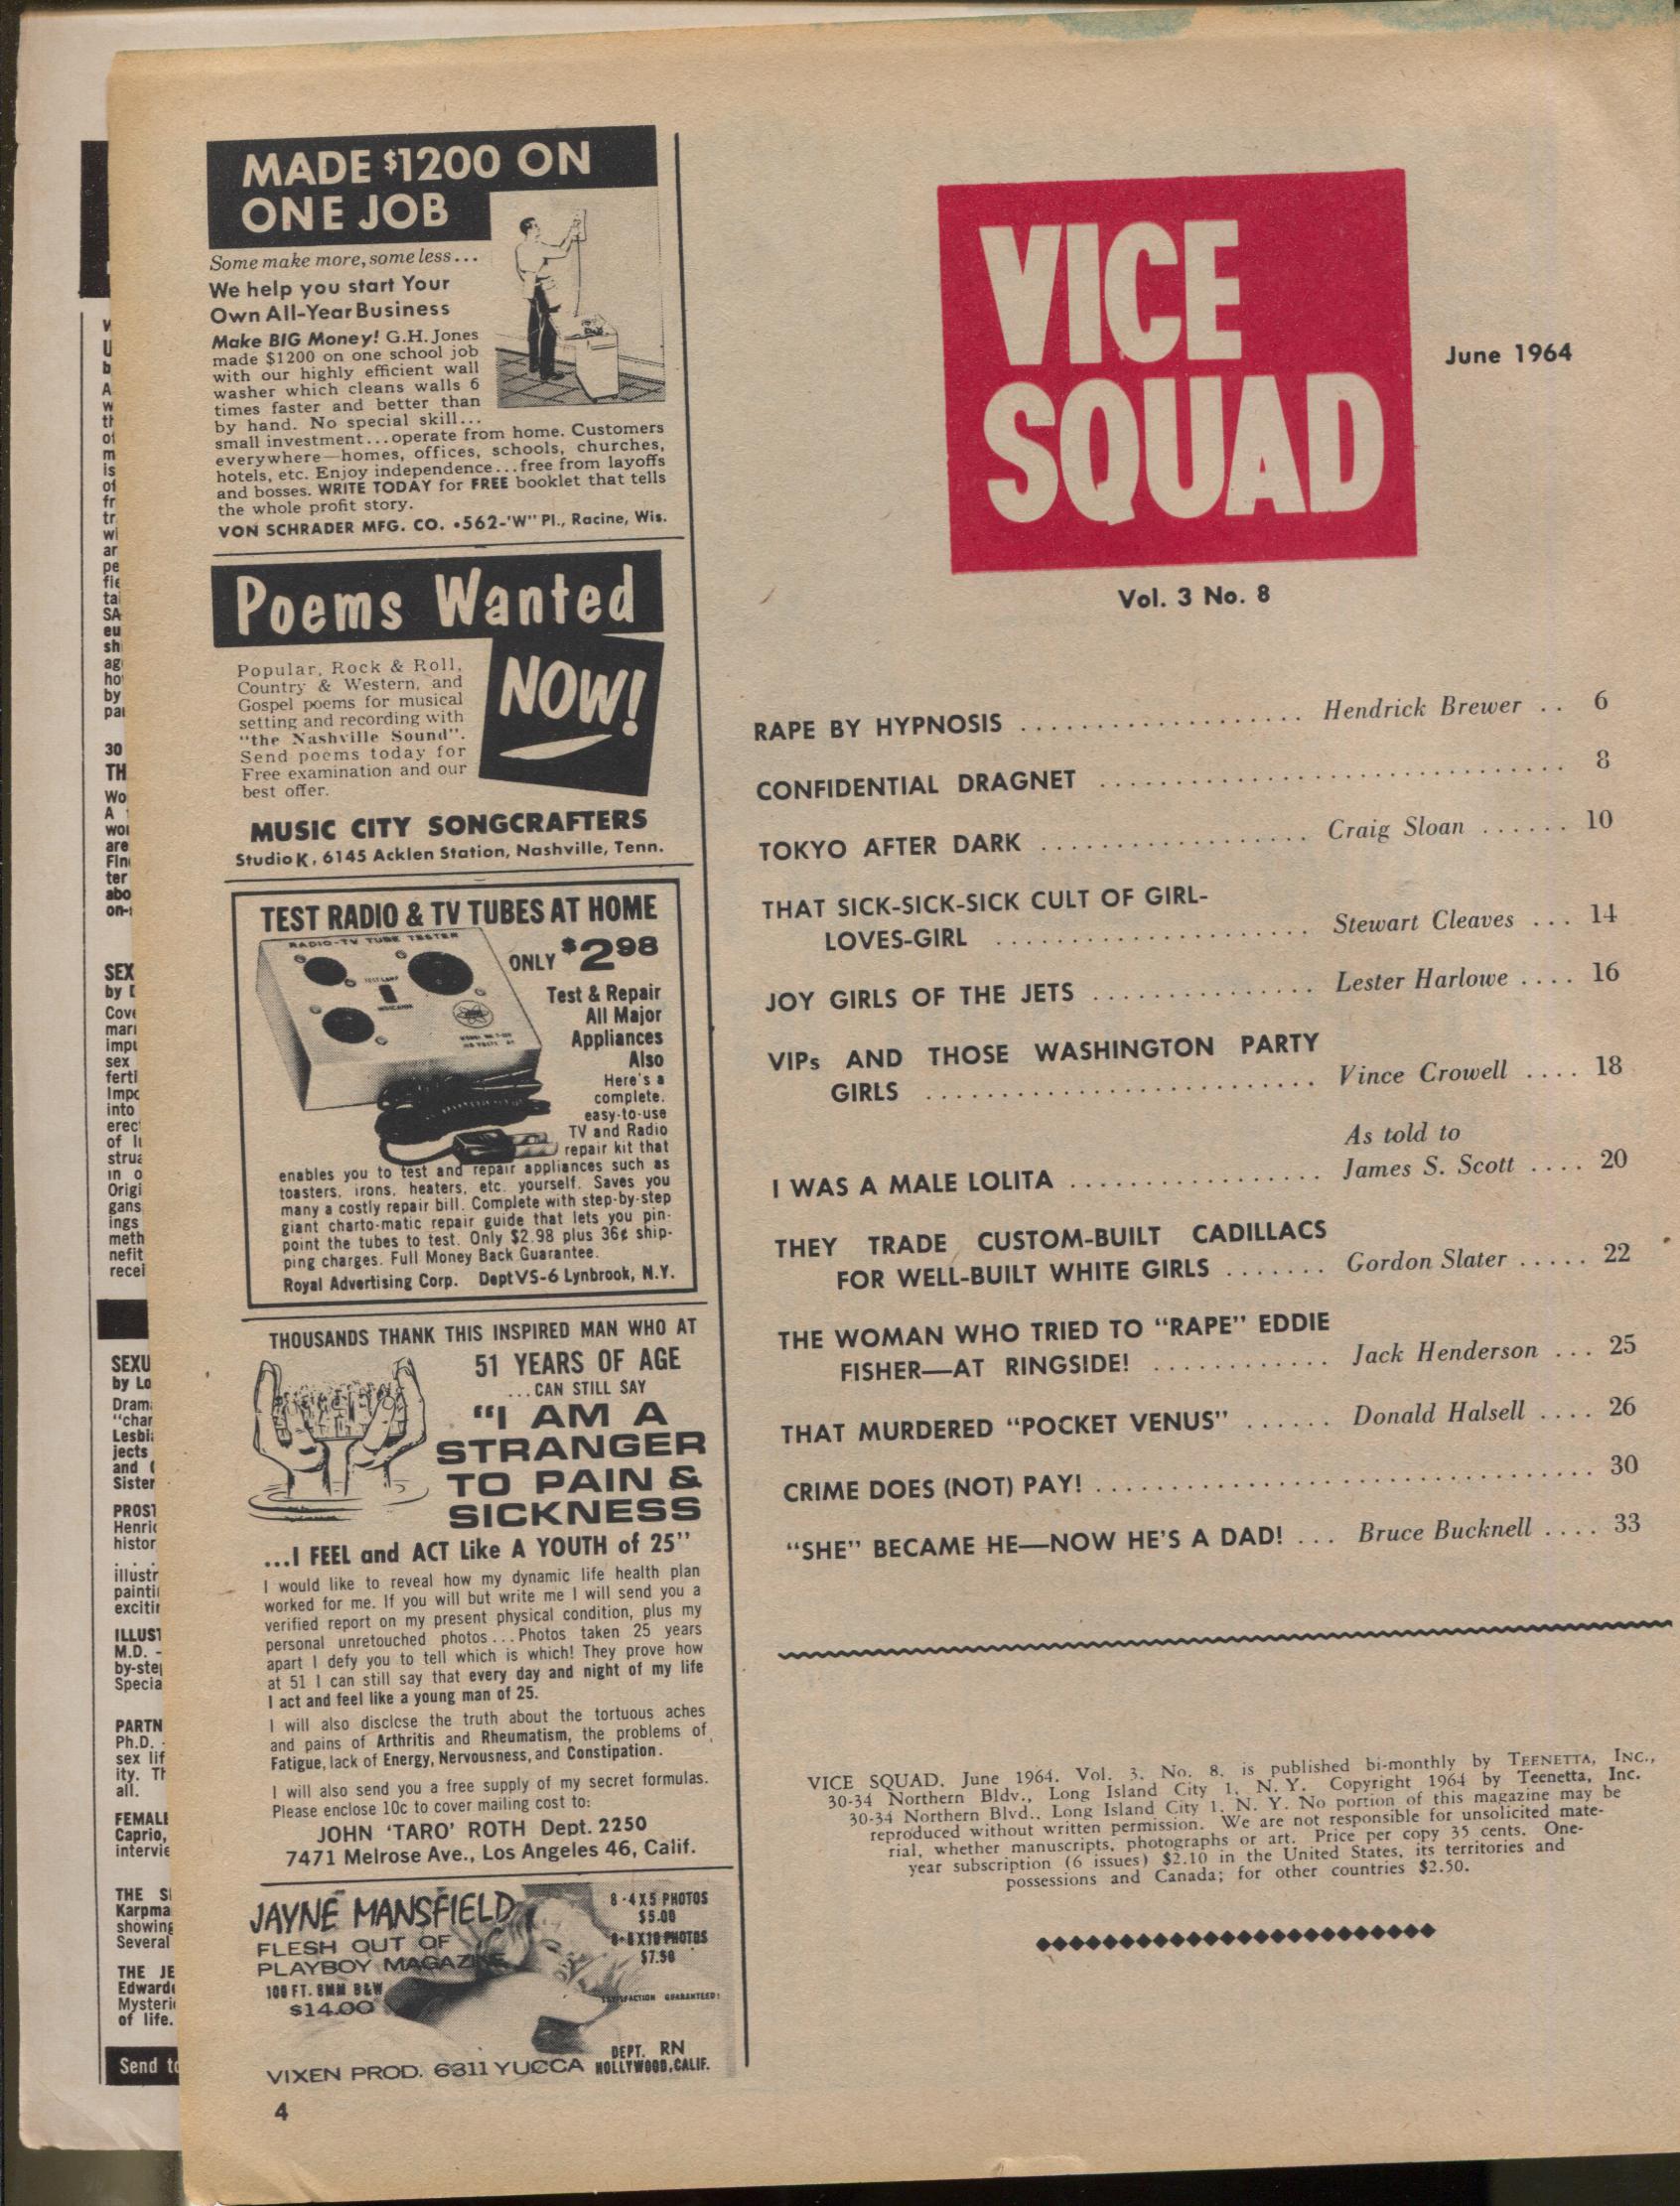 MADE $1200 ON
ONE JOB
Some make more, some less...
We help you start Your
Own All-Year Business
Make BIG Money! G.H. Jones
made $1200 on one school job
with our highly efficient wall
washer which cleans walls 6
times faster and better than
by hand. No special skill...
small investment...operate from home. Customers
everywhere—homes, offices, schools, churches,
hotels, etc. Enjoy independence...free from layoffs
and bosses. WRITE TODAY for FREE booklet that tells
the whole profit story.
VON SCHRADER MFG. CO. •562-'W" Pl., Racine, Wis.
Poems Wanted
NOW!
Popular, Rock & Roll,
Country & Western, and
Gospel poems for musical
setting and recording with
"the Nashville Sound".
Send poems today for
Free examination and our
best offer.
MUSIC CITY SONGCRAFTERS
Studio K, 6145 Acklen Station, Nashville, Tenn.
TEST RADIO & TV TUBES AT HOME
RADIO-TV TUBE TESTER
ONLY $2.98
Test & Repair
All Major
Appliances
Also
Here's a
complete,
easy-to-use
TV and Radio
repair kit that
enables you to test and repair appliances such as
toasters, irons, heaters, etc. yourself. Saves you
many a costly repair bill. Complete with step-by-step
giant charto-matic repair guide that lets you pin-
point the tubes to test. Only $2.98 plus 36¢ ship-
ping charges. Full Money Back Guarantee.
Royal Advertising Corp. Dept VS-6 Lynbrook, N.Y.
THOUSANDS THANK THIS INSPIRED MAN WHO AT
51 YEARS OF AGE
...CAN STILL SAY
"I AM A
STRANGER
TO PAIN &
SICKNESS
...I FEEL and ACT Like A YOUTH of 25"
I would like to reveal how my dynamic life health plan
worked for me. If you will but write me I will send you a
verified report on my present physical condition, plus my
personal unretouched photos...Photos taken 25 years
apart I defy you to tell which is which! They prove how
at 51 I can still say that every day and night of my life
I act and feel like a young man of 25.
I will also disclcse the truth about the tortuous aches
and pains of Arthritis and Rheumatism, the problems of
Fatigue, lack of Energy, Nervousness, and Constipation.
I will also send you a free supply of my secret formulas.
Please enclose 10c to cover mailing cost to:
JOHN 'TARO' ROTH Dept. 2250
7471 Melrose Ave., Los Angeles 46, Calif.
JAYNE MANSFIELD
FLESH OUT OF
PLAYBOY MAGAZINE
100 FT. 8MM B&W
$14.00
8-4X5 PHOTOS
$5.00
8-8X10 PHOTOS
$7.50
SATISFACTION GUARANTEED!
DEPT. RN
VIXEN PROD. 6311 YUCCA HOLLYWOOD, CALIF.
4
VICE
SQUAD
June 1964
Vol. 3 No. 8
RAPE BY HYPNOSIS .................... Hendrick Brewer .. 6
CONFIDENTIAL DRAGNET ............................... 8
TOKYO AFTER DARK .................. Craig Sloan ...... 10
THAT SICK-SICK-SICK CULT OF GIRL-
LOVES-GIRL ..................... Stewart Cleaves ... 14
JOY GIRLS OF THE JETS ............... Lester Harlowe .... 16
VIPs AND THOSE WASHINGTON PARTY
GIRLS .......................... Vince Crowell .... 18
As told to
I WAS A MALE LOLITA ................. James S. Scott .... 20
THEY TRADE CUSTOM-BUILT CADILLACS
FOR WELL-BUILT WHITE GIRLS ....... Gordon Slater ..... 22
THE WOMAN WHO TRIED TO "RAPE" EDDIE
FISHER—AT RINGSIDE! ............ Jack Henderson ... 25
THAT MURDERED "POCKET VENUS" ...... Donald Halsell .... 26
CRIME DOES (NOT) PAY! .................................. 30
"SHE" BECAME HE—NOW HE'S A DAD! ... Bruce Bucknell .... 33
VICE SQUAD. June 1964. Vol. 3. No. 8. is published bi-monthly by TEENETTA, INC.,
30-34 Northern Bldv., Long Island City 1, N. Y. Copyright 1964 by Teenetta, Inc.
30-34 Northern Blvd.. Long Island City 1. N. Y. No portion of this magazine may be
reproduced without written permission. We are not responsible for unsolicited mate-
rial, whether manuscripts, photographs or art. Price per copy 35 cents. One-
year subscription (6 issues) $2.10 in the United States, its territories and
possessions and Canada; for other countries $2.50.